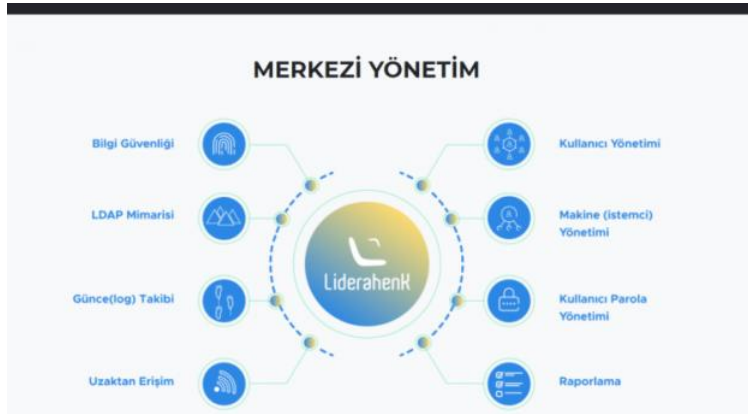 MERKEZİ YÖNETİM
Bilgi Güvenliği
LDAP Mimarisi
Günce(log) Takibi
Uzaktan Erişim
LiderahenK
Kullanıcı Yönetimi
Makine (istemci)
Yönetimi
Kullanıcı Parola
Yönetimi
Raporlama